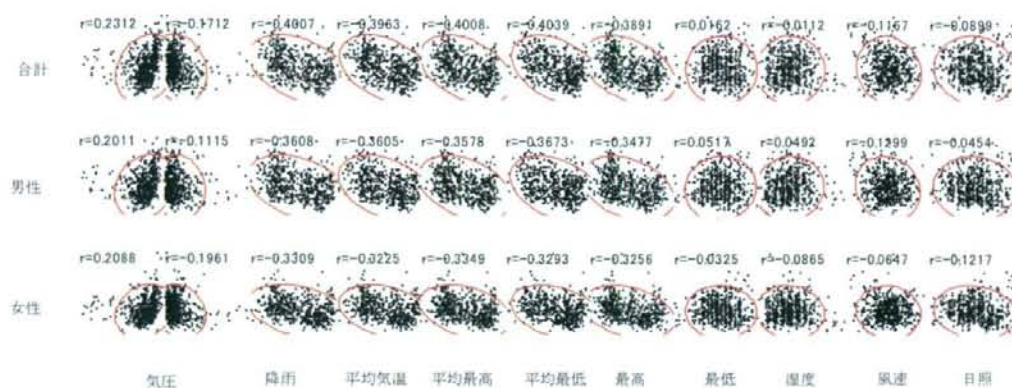 r=0.2312 r=-0.1712 r=-0.4007 r=-0.3963 r=-0.4008 r=-0.4039 r=-0.3891 r=0.0162 r=-0.0112 r=-0.1157 r=-0.0899
合計
r=0.2011 r=-0.1115 r=-0.3608 r=-0.3605 r=-0.3578 r=-0.3673 r=-0.3477 r=0.0517 r=0.0492 r=-0.1299 r=-0.0454
男性
r=0.2088 r=-0.1961 r=-0.3309 r=-0.3225 r=-0.3349 r=-0.3293 r=-0.3256 r=-0.0325 r=-0.0865 r=-0.0647 r=-0.1217
女性
気圧 降雨 平均気温 平均最高 平均最低 最高 最低 湿度 風速 日照